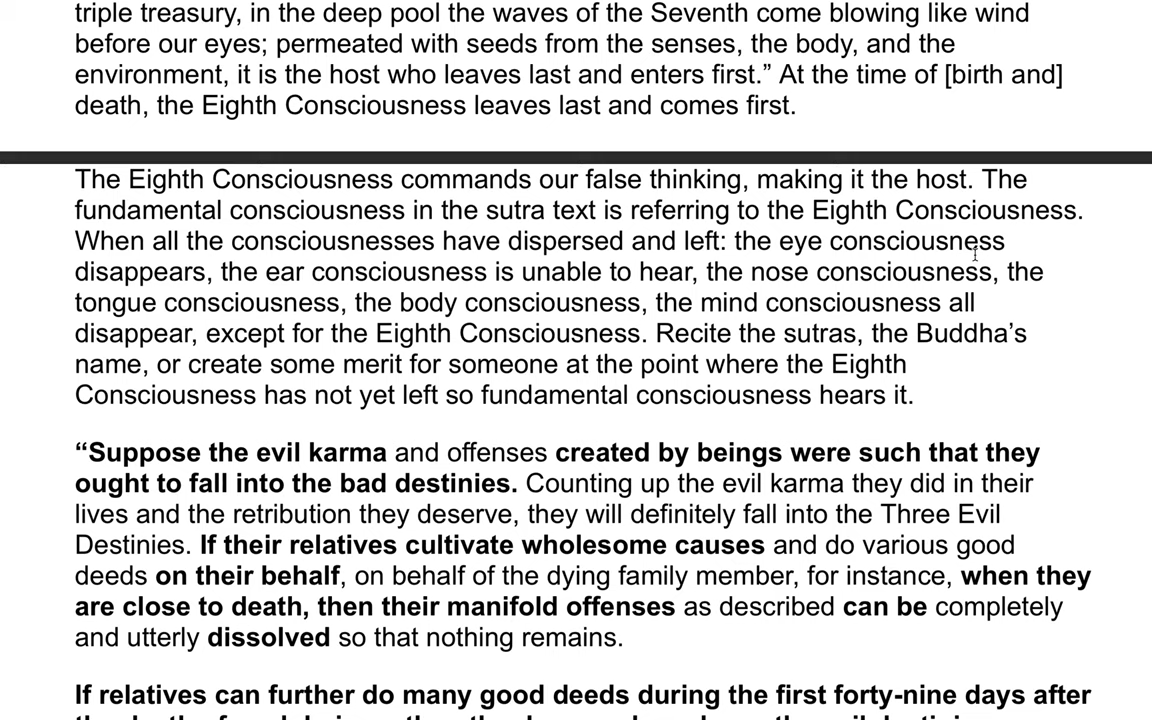 triple treasury, in the deep pool the waves of the Seventh come blowing like wind
before our eyes; permeated with seeds from the senses, the body, and the
environment, it is the host who leaves last and enters first.” At the time of [birth and]
death, the Eighth Consciousness leaves last and comes first.
The Eighth Consciousness commands our false thinking, making it the host. The
fundamental consciousness in the sutra text is referring to the Eighth Consciousness.
When all the consciousnesses have dispersed and left: the eye consciousness
disappears, the ear consciousness is unable to hear, the nose consciousness, the
tongue consciousness, the body consciousness, the mind consciousness all
disappear, except for the Eighth Consciousness. Recite the sutras, the Buddha’s
name, or create some merit for someone at the point where the Eighth
Consciousness has not yet left so fundamental consciousness hears it.
“Suppose the evil karma and offenses created by beings were such that they
ought to fall into the bad destinies. Counting up the evil karma they did in their
lives and the retribution they deserve, they will definitely fall into the Three Evil
Destinies. If their relatives cultivate wholesome causes and do various good
deeds on their behalf, on behalf of the dying family member, for instance, when they
are close to death, then their manifold offenses as described can be completely
and utterly dissolved so that nothing remains.
If relatives can further do many good deeds during the first forty-nine days after